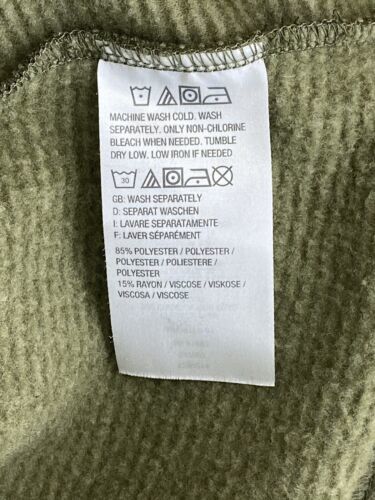 MACHINE WASH COLD. WASH
SEPARATELY. ONLY NON-CHLORINE
BLEACH WHEN NEEDED. TUMBLE
DRY LOW. LOW IRON IF NEEDED
30
GB: WASH SEPARATELY
D: SEPARAT WASCHEN
I: LAVARE SEPARATAMENTE
F: LAVER SÉPARÉMENT
85% POLYESTER / POLYESTER /
POLYESTER / POLIESTERE /
POLYESTER
15% RAYON / VISCOSE / VISKOSE /
VISCOSA / VISCOSE